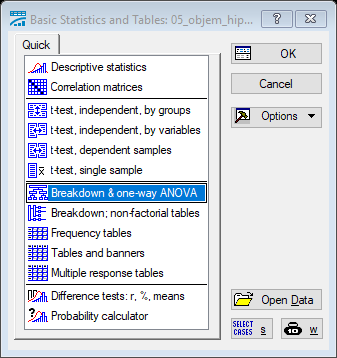 Basic Statistics and Tables: 05_objem_hip...
Quick
Descriptive statistics
Correlation matrices
t-test, independent, by groups
t-test, independent, by variables
t-test, dependent samples
t-test, single sample
Breakdown & one-way ANOVA
Breakdown; non-factorial tables
Frequency tables
Tables and banners
Multiple response tables
Difference tests: r, %, means
Probability calculator
OK
Cancel
Options
Open Data
SELECT CASES S
10 W